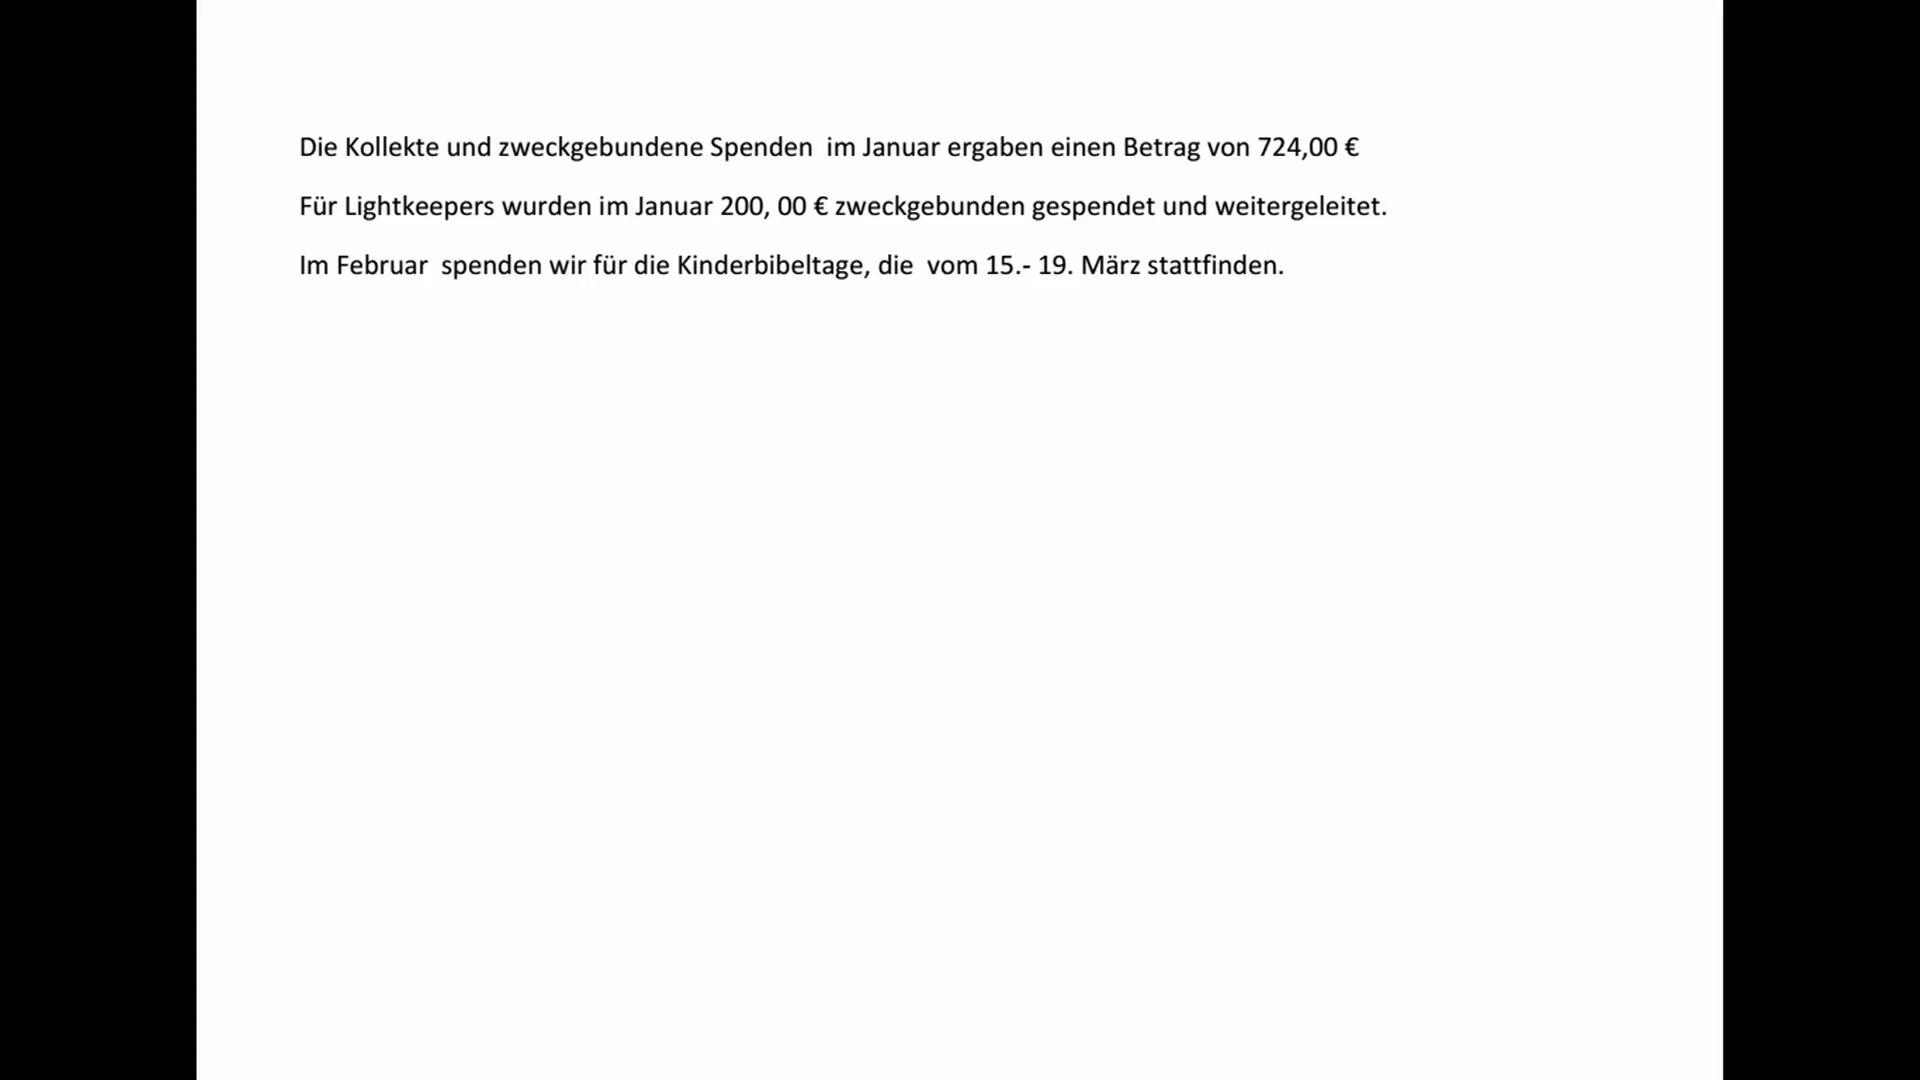 Die Kollekte und zweckgebundene Spenden  im Januar ergaben einen Betrag von 724,00 €
Für Lightkeepers wurden im Januar 200, 00 € zweckgebunden gespendet und weitergeleitet.
Im Februar  spenden wir für die Kinderbibeltage, die  vom 15.- 19. März stattfinden.